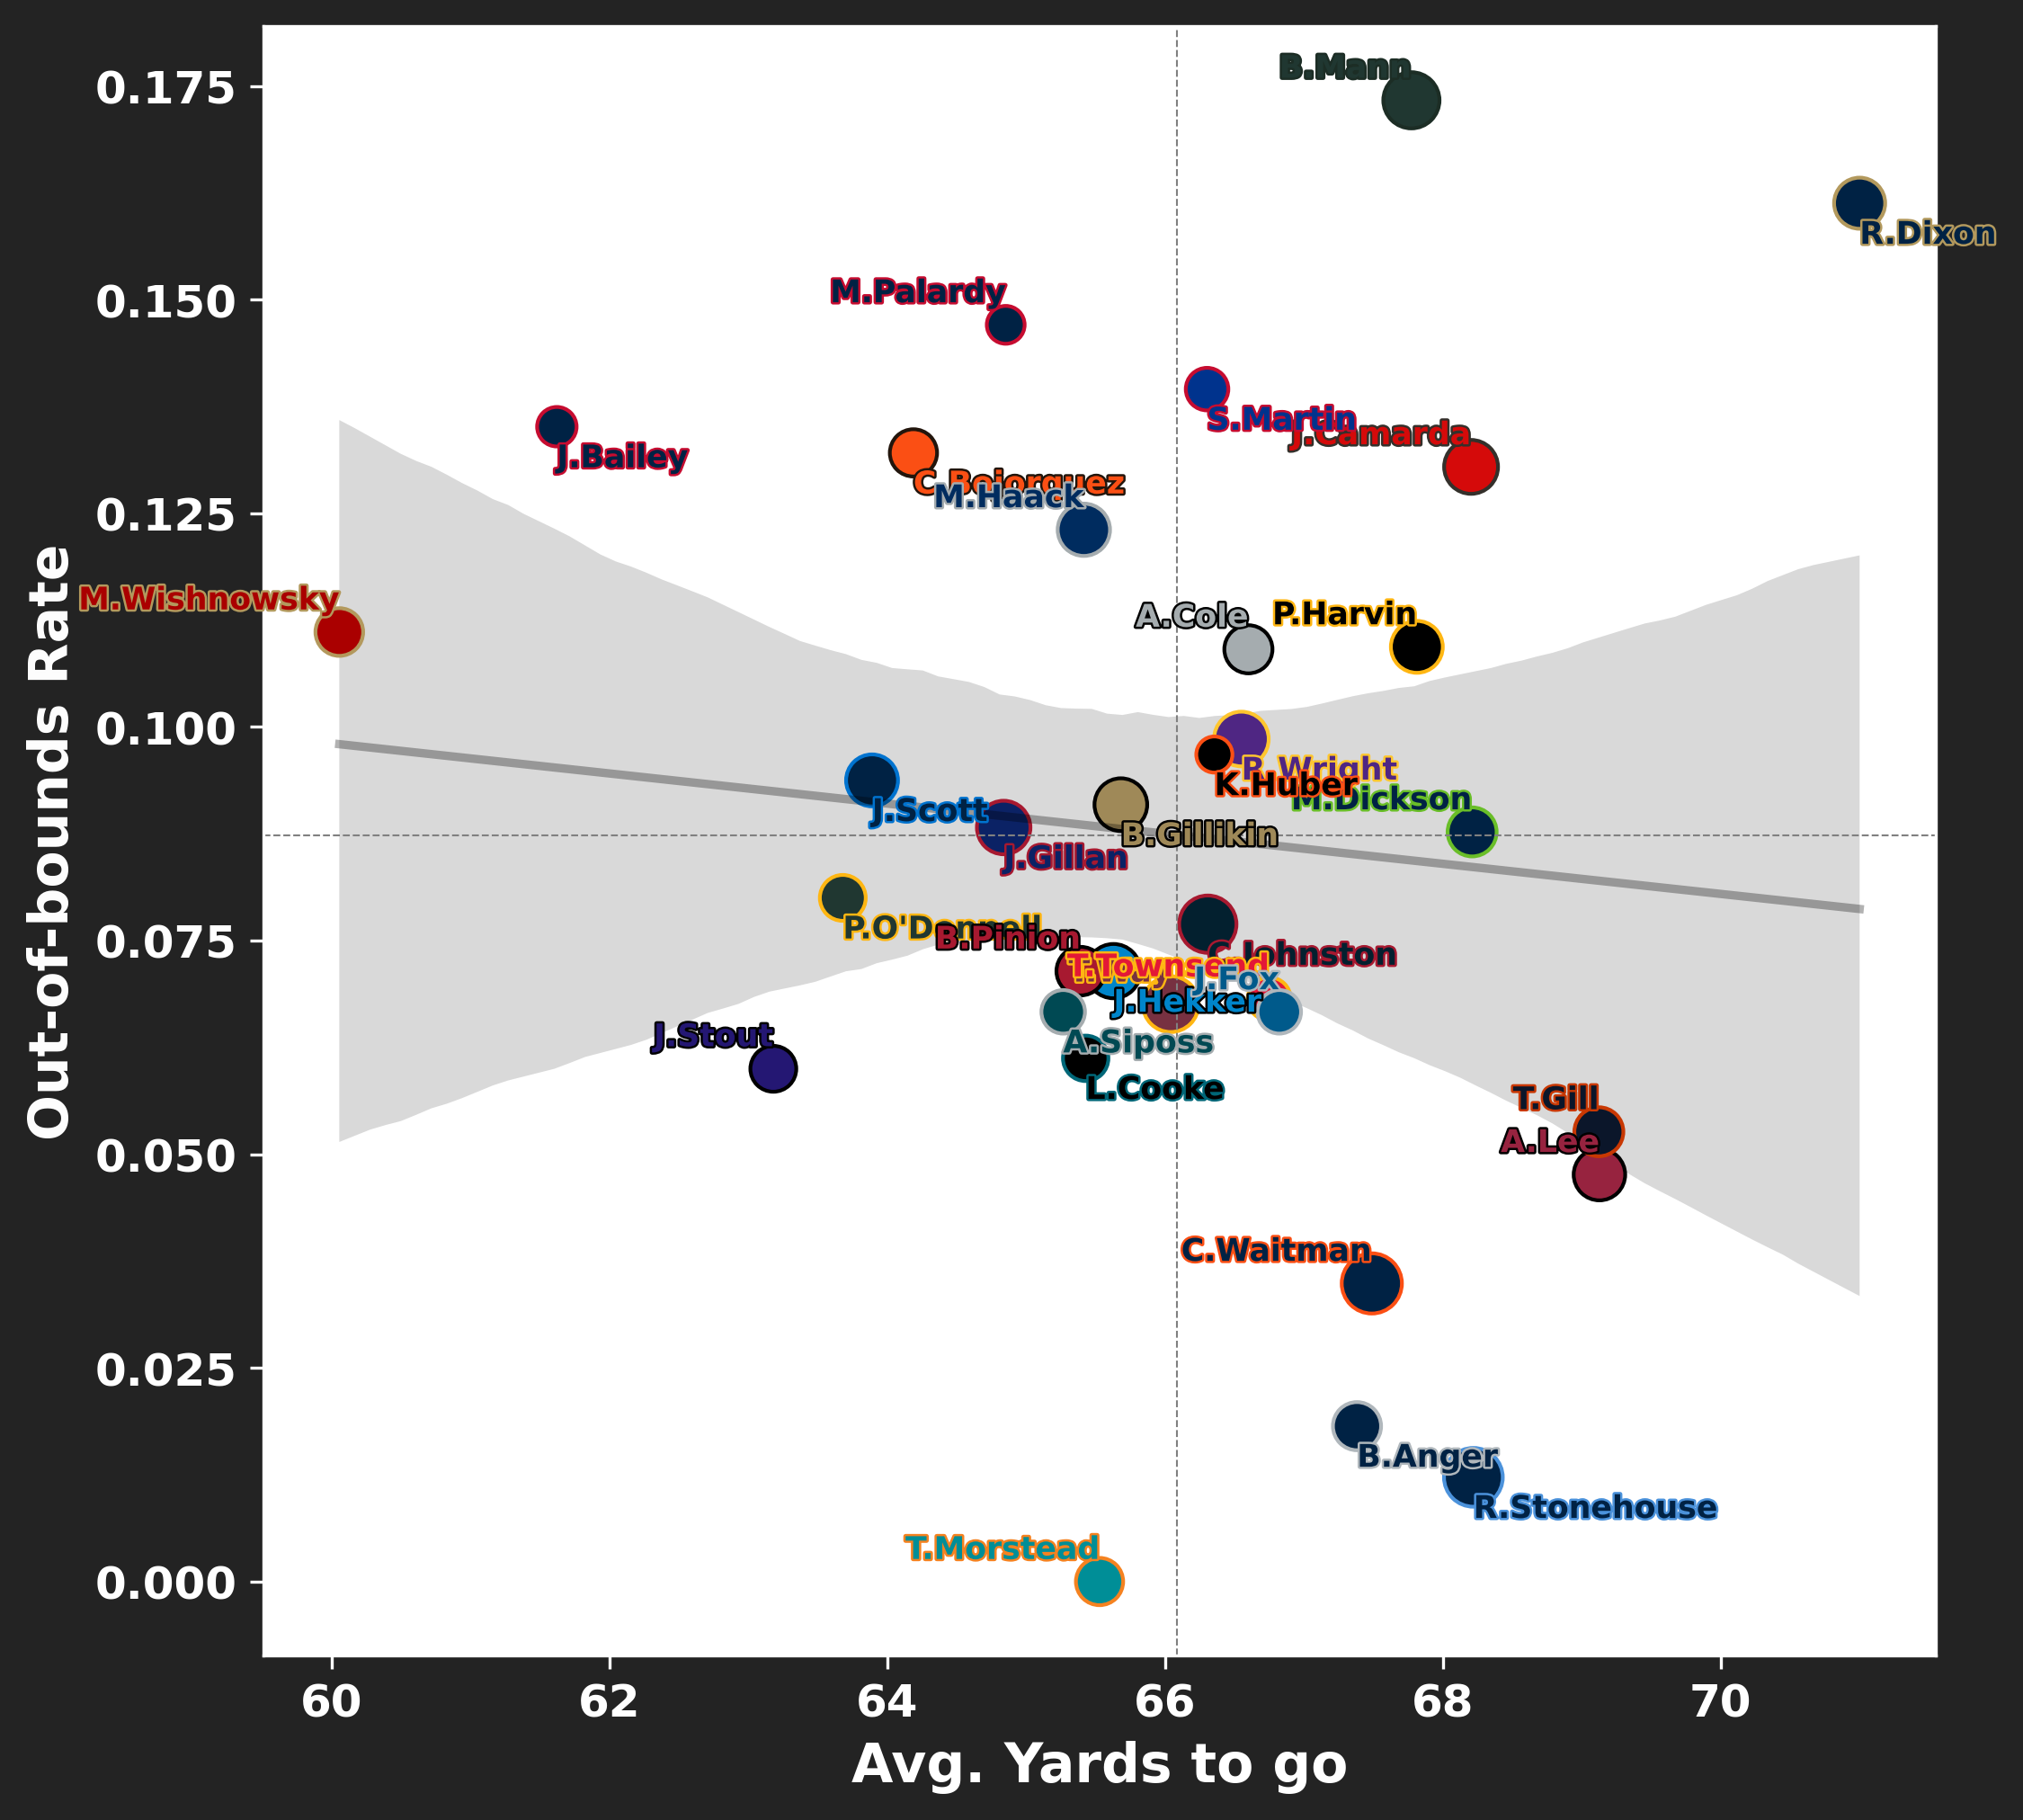 0.175
0.150
0.125
0.100
0.075
0.050
0.025
0.000
Out-of-bounds Rate
B.Mann
R.Dixon
M.Palardy
S.Martin
J.Camarda
J.Bailey
C.Bojorquez
M.Haack
M.Wishnowsky
A.Cole
P.Harvin
R. Wright
K.Huber
M.Dickson
J.Scott
B.Gillikin
J.Gillan
P.O'Donnell
B.Pinion
C.Johnston
T.Townsend
J.Fox
J.Hekker
J.Stout
A.Siposs
L.Cooke
T.Gill
A.Lee
C.Waitman
B.Anger
R.Stonehouse
T.Morstead
60 62 64 66 68 70
Avg. Yards to go